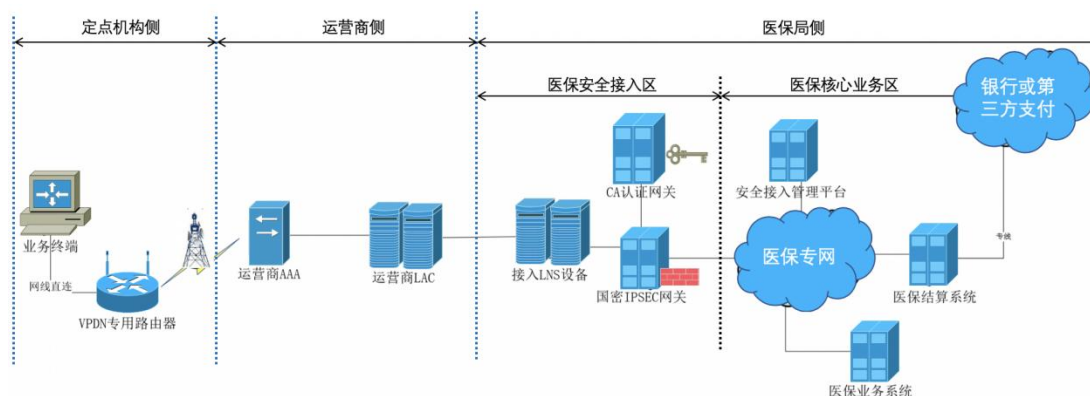 定点机构侧
运营商侧
医保局侧
医保安全接入区
医保核心业务区
银行或第
三方支付
CA认证网关
安全接入管理平台
业务终端
网线直连
VPDN专用路由器
运营商AAA
运营商LAC
接入LNS设备
国密IPSEC网关
医保专网
医保结算系统
专线
医保业务系统